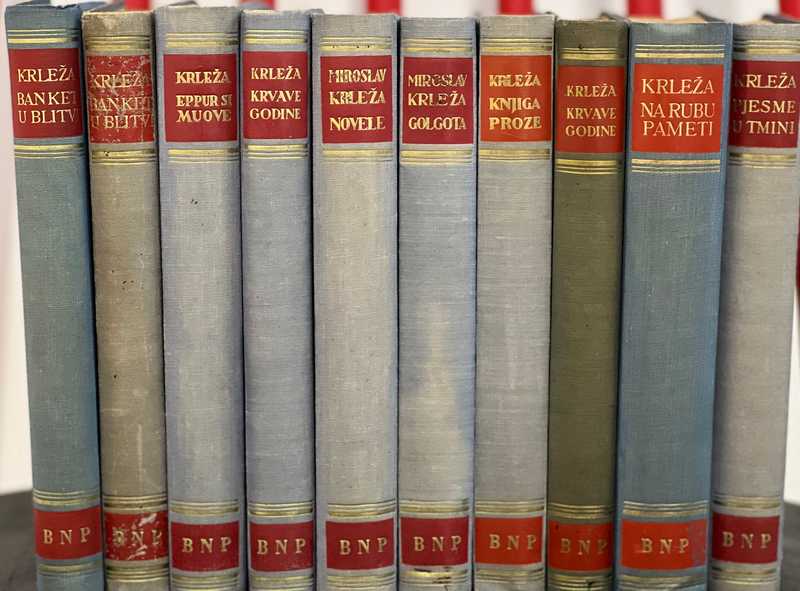 KRLEŽA
BANKET
U BLITVI
BNP
KRLEŽA
BANKET
U BLITVI
BNP
KRLEŽA
EPPUR SI
MUOVE
BNP
KRLEŽA
KRVAVE
GODINE
BNP
MIROSLAV
KRLEŽA
NOVELE
BNP
MIROSLAV
KRLEŽA
GOLGOTA
BNP
KRLEŽA
KNJIGA
PROZE
BNP
KRLEŽA
KRVAVE
GODINE
BNP
KRLEŽA
NA RUBU
PAMETI
BNP
KRLEŽA
PJESME
U TMINI
BNP